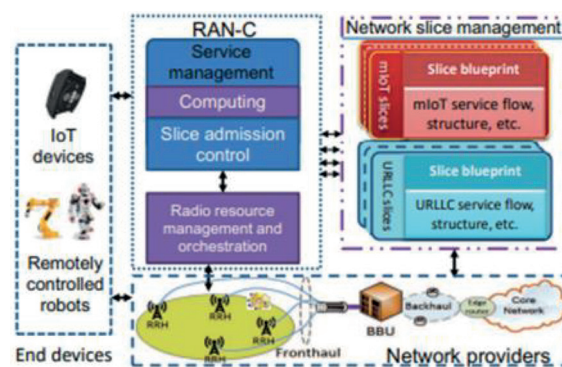 RAN-C
Service
management
Computing
Slice admission
control
Radio resource
management and
orchestration
Network slice management
mIoT slices
Slice blueprint
mIoT service flow,
structure, etc.
URLLC slices
Slice blueprint
URLLC service flow,
structure, etc.
IoT
devices
Remotely
controlled
robots
End devices
RRH
RRH
RRH
RRH
Fronthaul
BBU
Backhaul
Edge
router
Core
Network
Network providers